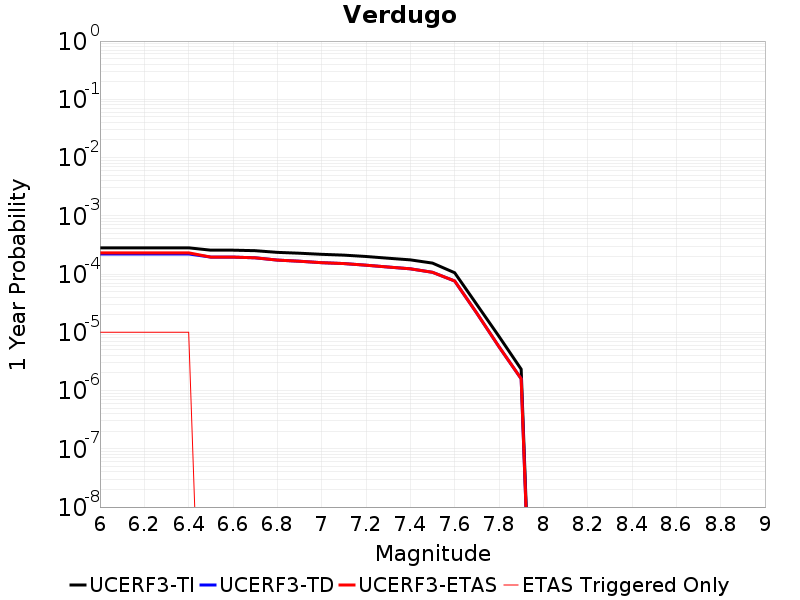 Verdugo
10^0
10^-1
10^-2
10^-3
10^-4
10^-5
10^-6
10^-7
10^-8
1 Year Probability
6 6.2 6.4 6.6 6.8 7 7.2 7.4 7.6 7.8 8 8.2 8.4 8.6 8.8 9
Magnitude
UCERF3-TI UCERF3-TD UCERF3-ETAS ETAS Triggered Only